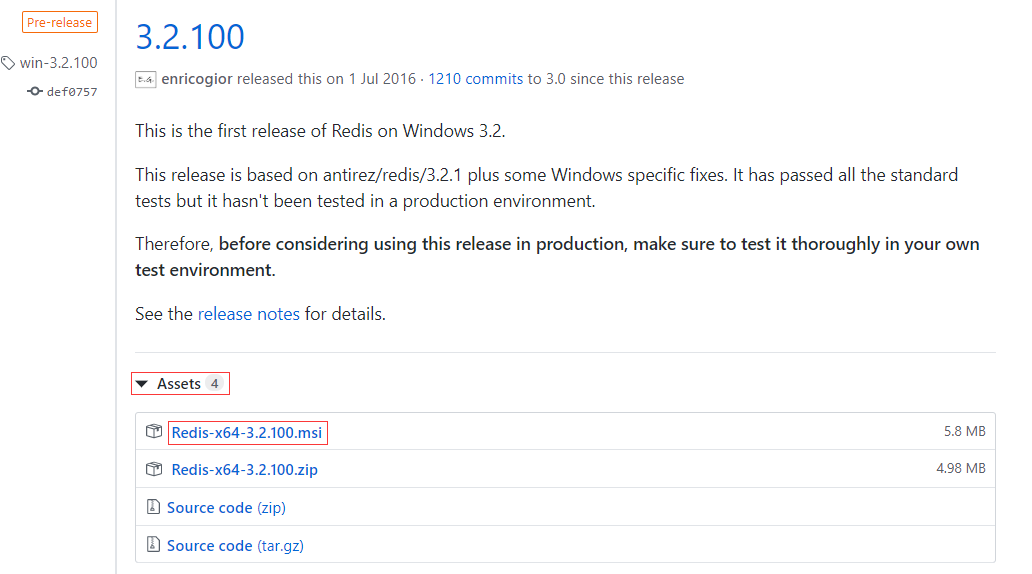 Pre-release
win-3.2.100
def0757
3.2.100
enricogior released this on 1 Jul 2016 · 1210 commits to 3.0 since this release
This is the first release of Redis on Windows 3.2.
This release is based on antirez/redis/3.2.1 plus some Windows specific fixes. It has passed all the standard
tests but it hasn't been tested in a production environment.
Therefore, before considering using this release in production, make sure to test it thoroughly in your own
test environment.
See the release notes for details.
Assets 4
Redis-x64-3.2.100.msi 5.8 MB
Redis-x64-3.2.100.zip 4.98 MB
Source code (zip)
Source code (tar.gz)